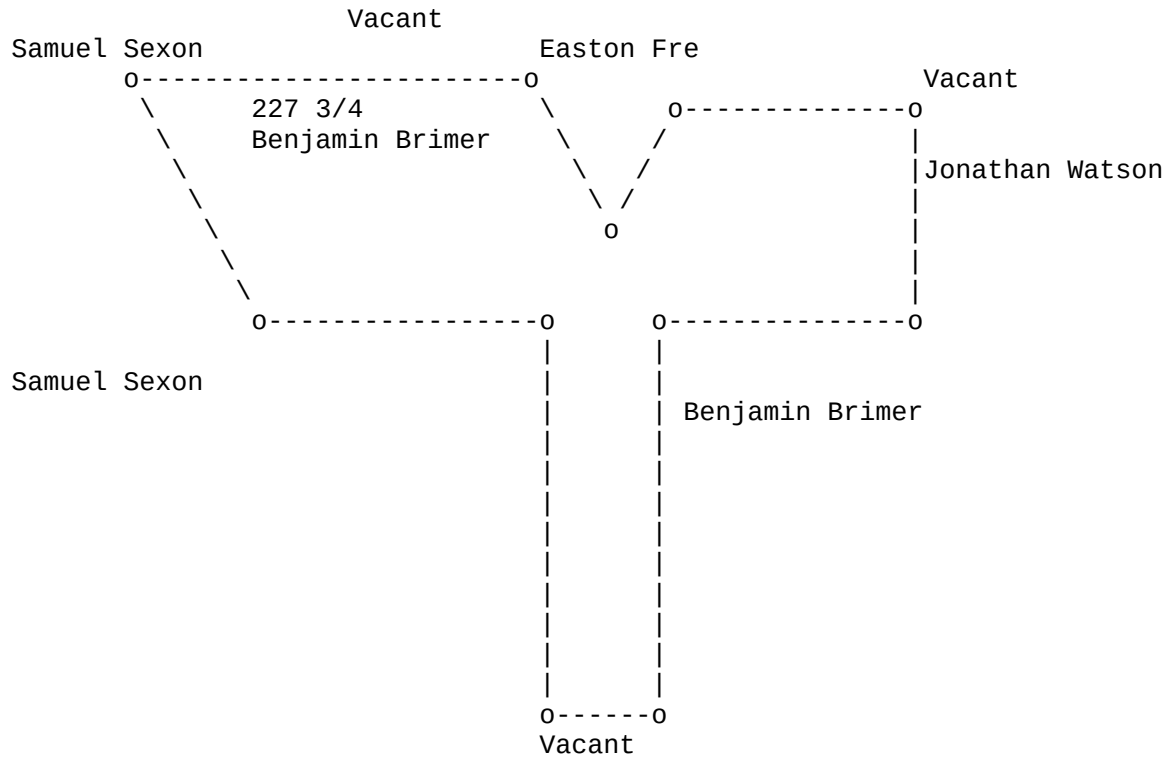 Vacant
Samuel Sexon
Easton Fre
Vacant
227 3/4
Benjamin Brimer
Jonathan Watson
Samuel Sexon
Benjamin Brimer
Vacant